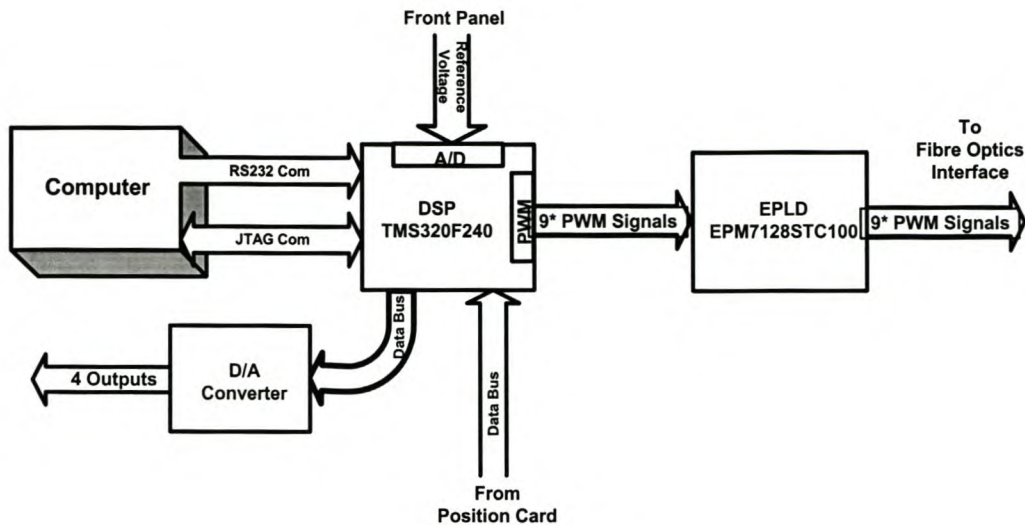 Front Panel
Reference
Voltage
To
Fibre Optics
Interface
A/D
Computer
RS232 Com
DSP
TMS320F240
PWM
9* PWM Signals
EPLD
EPM7128STC100
9* PWM Signals
JTAG Com
Data Bus
4 Outputs
D/A
Converter
Data Bus
From
Position Card